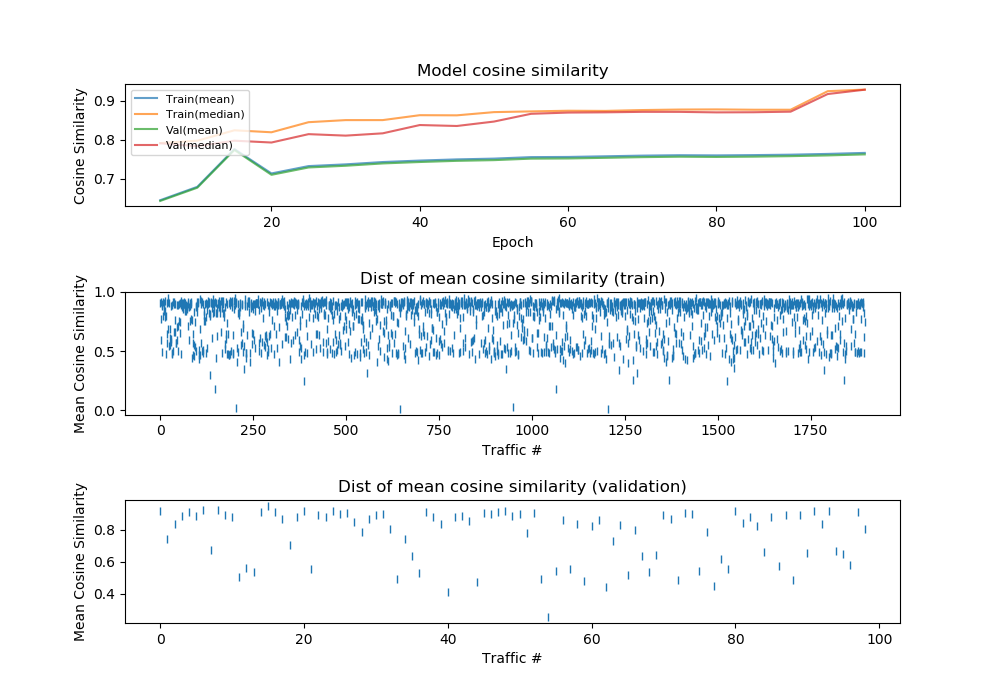 Model cosine similarity
Cosine Similarity
0.9
0.8
0.7
Train(mean)
Train(median)
Val(mean)
Val(median)
20 40 60 80 100
Epoch
Dist of mean cosine similarity (train)
Mean Cosine Similarity
1.0
0.5
0.0
0 250 500 750 1000 1250 1500 1750
Traffic #
Dist of mean cosine similarity (validation)
Mean Cosine Similarity
0.8
0.6
0.4
0 20 40 60 80 100
Traffic #